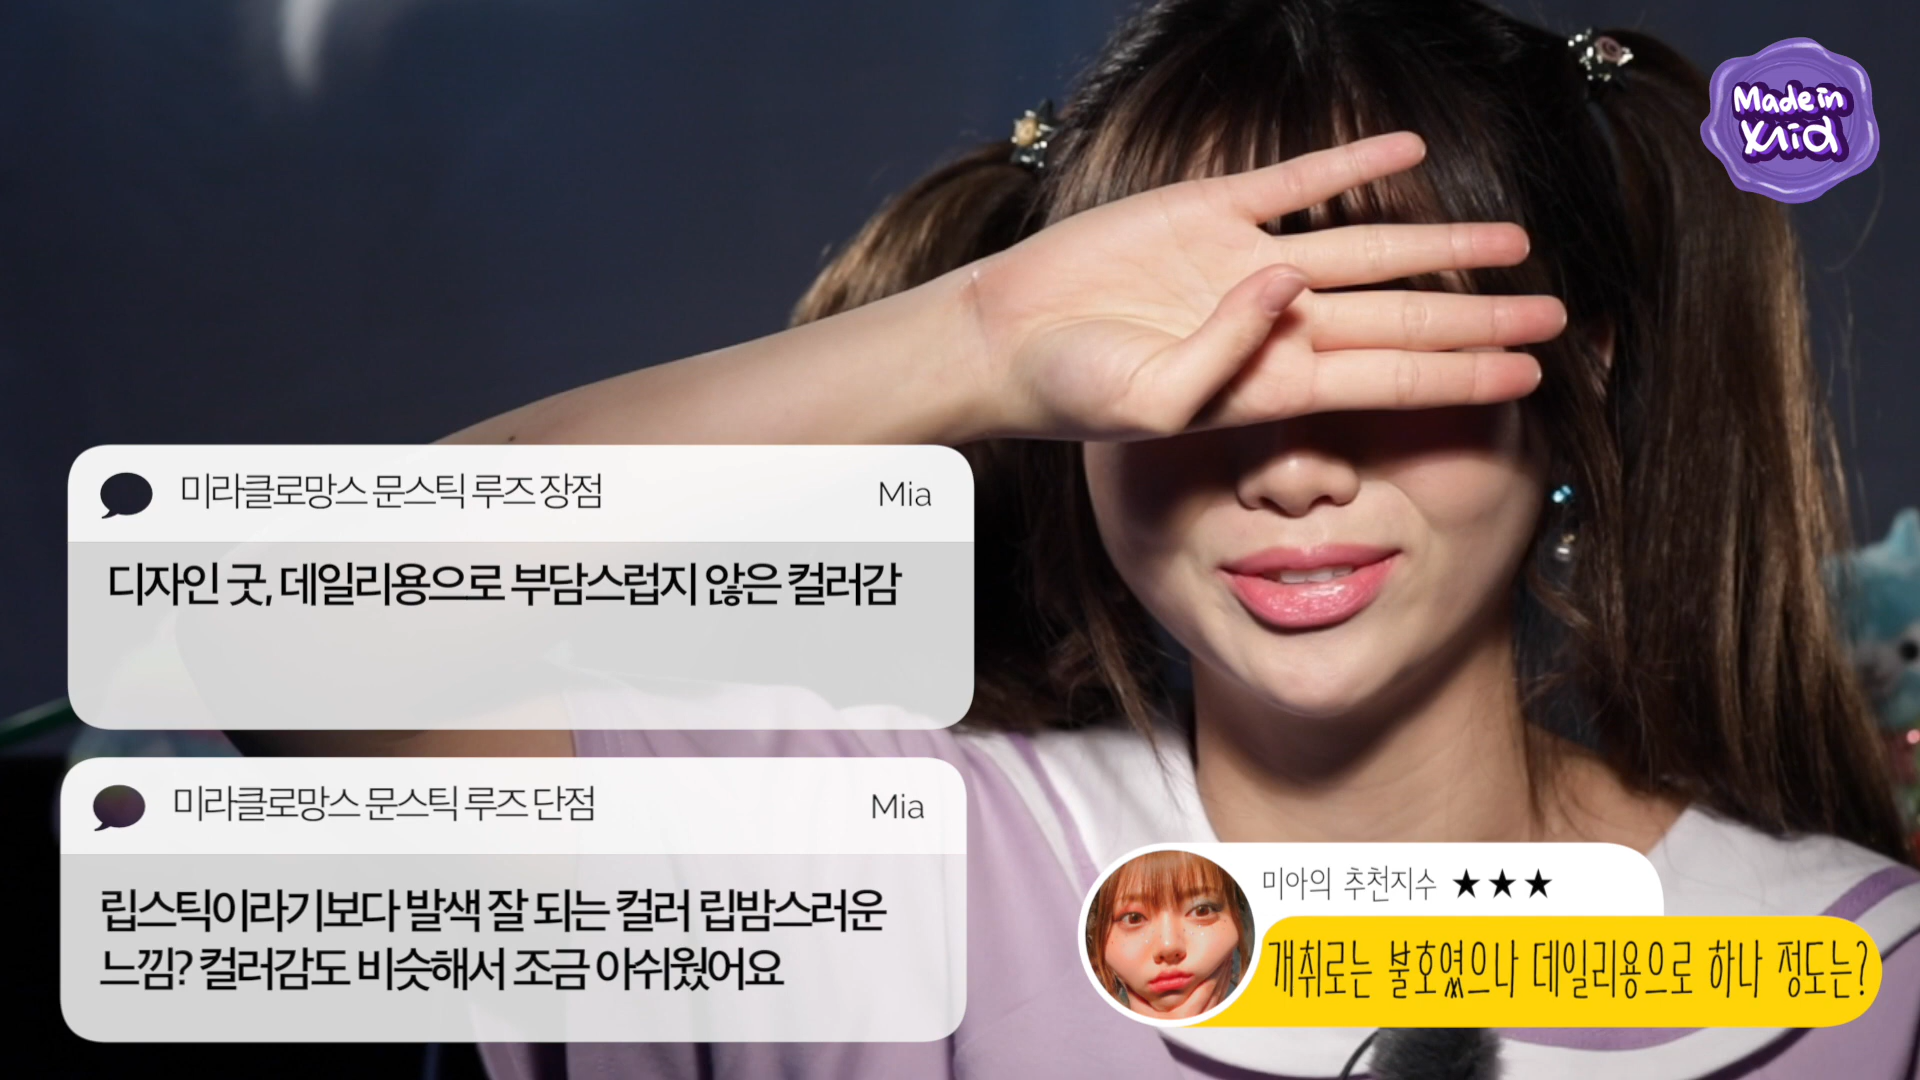 Made in
미라클로망스 문스틱 루즈 장점
Mia
디자인 굿, 데일리용으로 부담스럽지 않은 컬러감
미라클로망스 문스틱 루즈 단점
Mia
립스틱이라기보다 발색 잘 되는 컬러 립밤스러운
느낌? 컬러감도 비슷해서 조금 아쉬웠어요
미아의 추천지수 ★★★
개취로는 불호였으나 데일리용으로 하나 정도는?